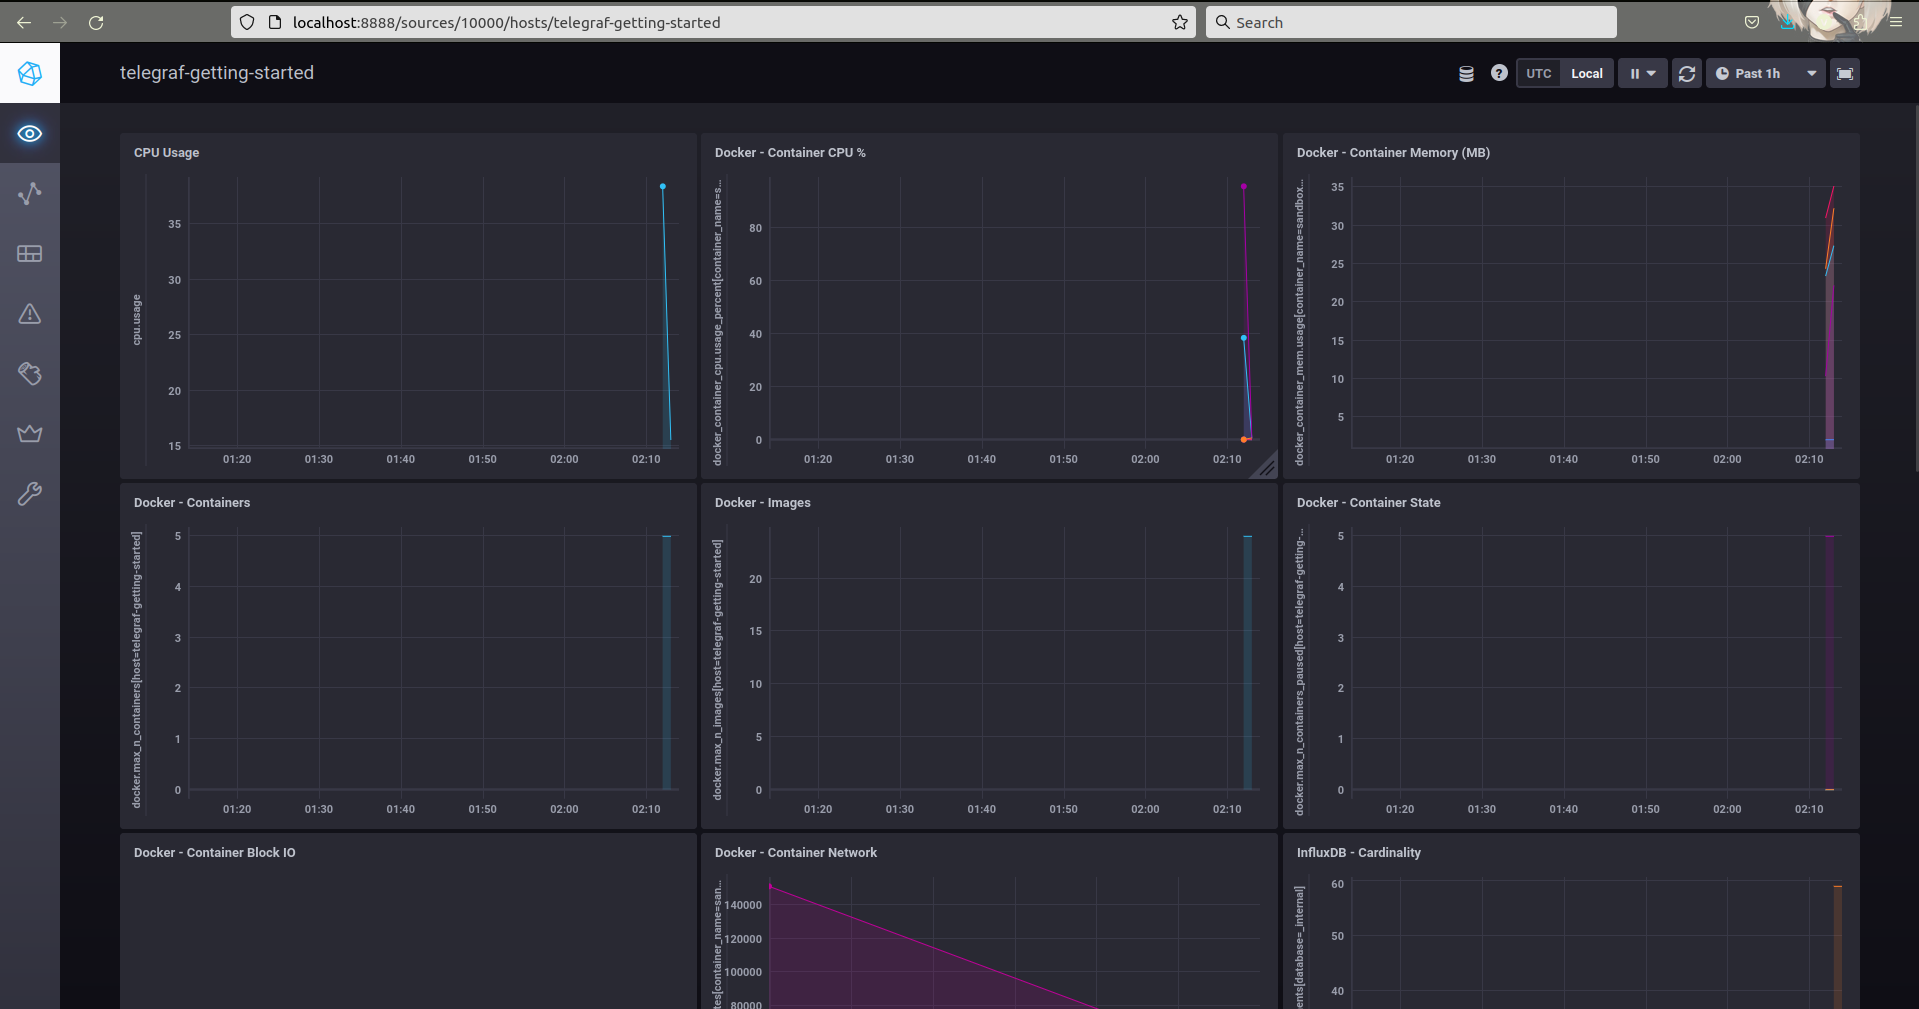 localhost:8888/sources/10000/hosts/telegraf-getting-started
Search
telegraf-getting-started
UTC Local
Past 1h
CPU Usage
cpu.usage
35
30
25
20
15
01:20 01:30 01:40 01:50 02:00 02:10
Docker - Container CPU %
docker_container_cpu.usage_percent[container_name=s...
80
60
40
20
0
01:20 01:30 01:40 01:50 02:00 02:10
Docker - Container Memory (MB)
docker_container_mem.usage[container_name=sandbox...
35
30
25
20
15
10
5
01:20 01:30 01:40 01:50 02:00 02:10
Docker - Containers
docker.max_n_containers[host=telegraf-getting-started]
5
4
3
2
1
0
01:20 01:30 01:40 01:50 02:00 02:10
Docker - Images
docker.max_n_images[host=telegraf-getting-started]
20
15
10
5
0
01:20 01:30 01:40 01:50 02:00 02:10
Docker - Container State
docker.max_n_containers_paused[host=telegraf-getting-...
5
4
3
2
1
0
01:20 01:30 01:40 01:50 02:00 02:10
Docker - Container Block IO
Docker - Container Network
tes[container_name=san...
140000
120000
100000
80000
InfluxDB - Cardinality
ents[database=_internal]
60
50
40